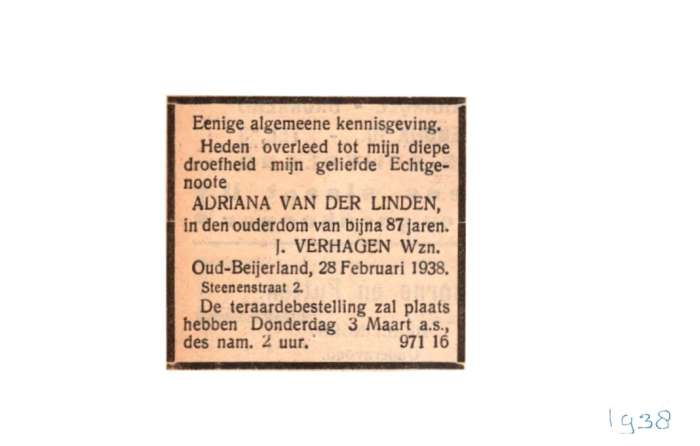 Eenige algemeene kennisgeving.
Heden overleed tot mijn diepe
droefheid mijn geliefde Echtge-
noote
ADRIANA VAN DER LINDEN,
in den ouderdom van bijna 87 jaren.
J. VERHAGEN Wzn.
Oud-Beijerland, 28 Februari 1938.
Steenenstraat 2.
De teraardebestelling zal plaats
hebben Donderdag 3 Maart a.s.,
des nam. 2 uur. 971 16
1938